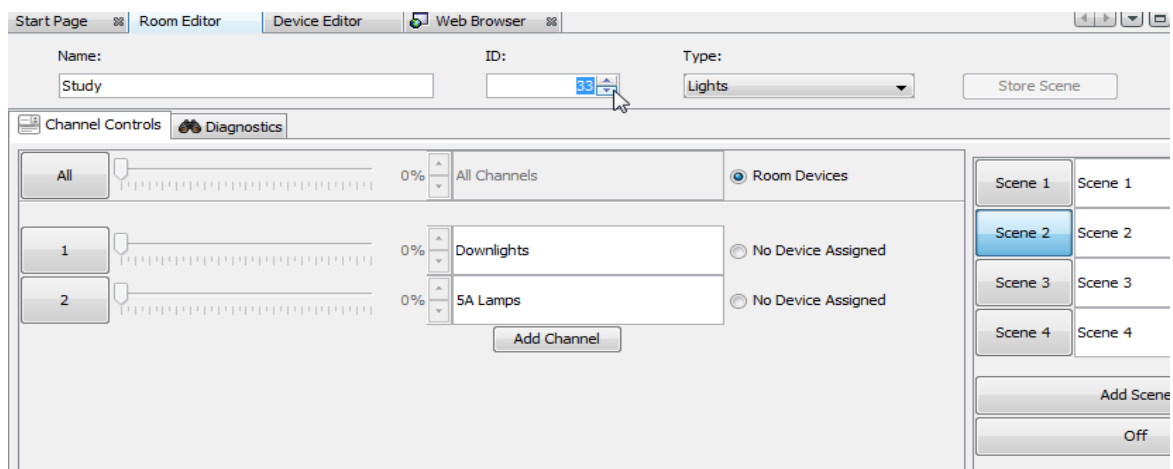 Start Page Room Editor Device Editor Web Browser
Name: ID: Type:
Study 33 Lights Store Scene
Channel Controls Diagnostics
All 0% All Channels Room Devices
1 0% Downlights No Device Assigned
2 0% 5A Lamps No Device Assigned
Add Channel
Scene 1 Scene 1
Scene 2 Scene 2
Scene 3 Scene 3
Scene 4 Scene 4
Add Scene
Off